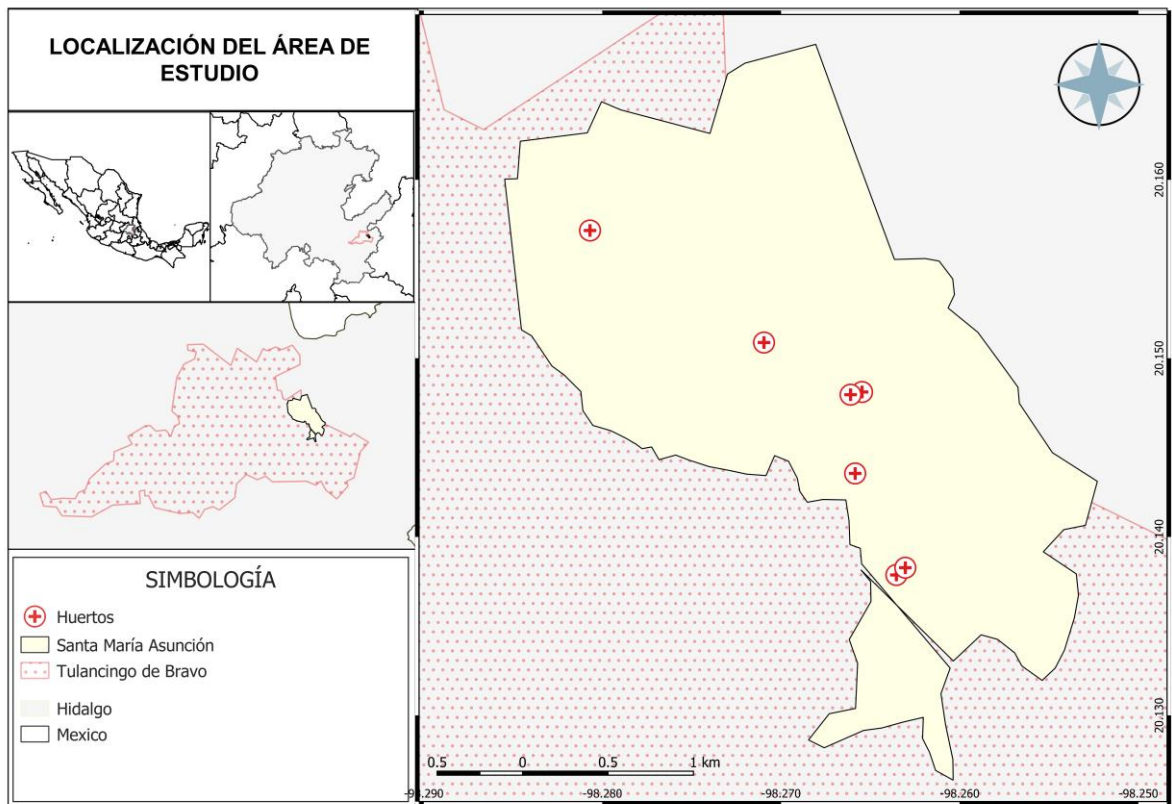 LOCALIZACIÓN DEL ÁREA DE
ESTUDIO
SIMBOLOGÍA
Huertos
Santa María Asunción
Tulancingo de Bravo
Hidalgo
Mexico
20.160
20.150
20.140
20.130
0.5 0 0.5 1 km
-98.290 -98.280 -98.270 -98.260 -98.250